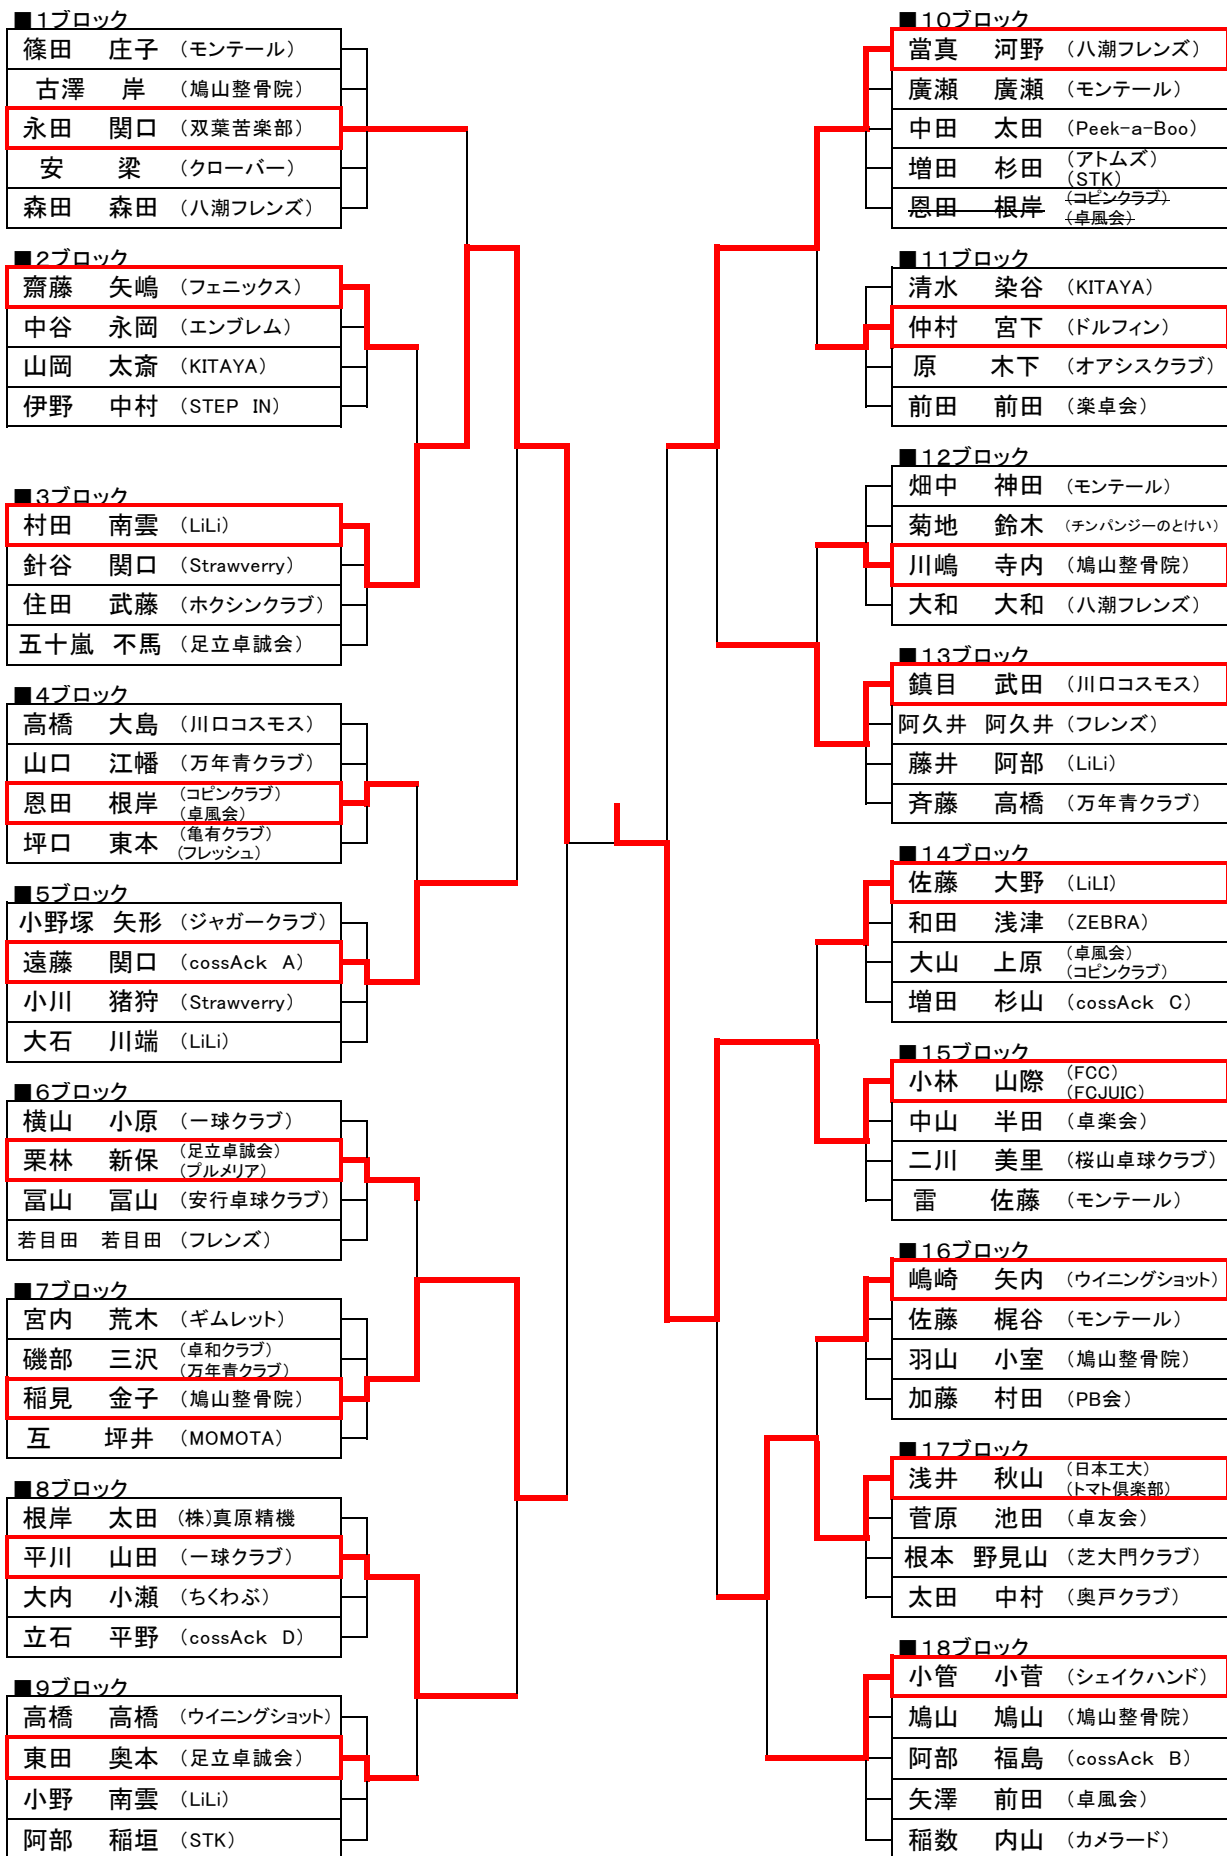 ■1ブロック
篠田 庄子 (モンテール)
古澤 岸 (鳩山整骨院)
永田 関口 (双葉苦楽部)
安 梁 (クローバー)
森田 森田 (八潮フレンズ)
■2ブロック
齋藤 矢嶋 (フェニックス)
中谷 永岡 (エンブレム)
山岡 太斎 (KITAYA)
伊野 中村 (STEP IN)
■3ブロック
村田 南雲 (LiLi)
針谷 関口 (Strawverry)
住田 武藤 (ホクシンクラブ)
五十嵐 不馬 (足立卓誠会)
■4ブロック
高橋 大島 (川口コスモス)
山口 江幡 (万年青クラブ)
恩田 根岸 (コピンクラブ)
(卓風会)
坪口 東本 (亀有クラブ)
(フレッシュ)
■5ブロック
小野塚 矢形 (ジャガークラブ)
遠藤 関口 (cossAck A)
小川 猪狩 (Strawverry)
大石 川端 (LiLi)
■6ブロック
横山 小原 (一球クラブ)
栗林 新保 (足立卓誠会)
(プルメリア)
冨山 冨山 (安行卓球クラブ)
若目田 若目田 (フレンズ)
■7ブロック
宮内 荒木 (ギムレット)
磯部 三沢 (卓和クラブ)
(万年青クラブ)
稲見 金子 (鳩山整骨院)
互 坪井 (MOMOTA)
■8ブロック
根岸 太田 (株)真原精機
平川 山田 (一球クラブ)
大内 小瀬 (ちくわぶ)
立石 平野 (cossAck D)
■9ブロック
高橋 高橋 (ウイニングショット)
東田 奥本 (足立卓誠会)
小野 南雲 (LiLi)
阿部 稲垣 (STK)
■10ブロック
當真 河野 (八潮フレンズ)
廣瀬 廣瀬 (モンテール)
中田 太田 (Peek-a-Boo)
増田 杉田 (アトムズ)
(STK)
恩田 根岸 (コピンクラブ)
(卓風会)
■11ブロック
清水 染谷 (KITAYA)
仲村 宮下 (ドルフィン)
原 木下 (オアシスクラブ)
前田 前田 (楽卓会)
■12ブロック
畑中 神田 (モンテール)
菊地 鈴木 (チンパンジーのとけい)
川嶋 寺内 (鳩山整骨院)
大和 大和 (八潮フレンズ)
■13ブロック
鎮目 武田 (川口コスモス)
阿久井 阿久井 (フレンズ)
藤井 阿部 (LiLi)
斉藤 高橋 (万年青クラブ)
■14ブロック
佐藤 大野 (LiLI)
和田 浅津 (ZEBRA)
大山 上原 (卓風会)
(コピンクラブ)
増田 杉山 (cossAck C)
■15ブロック
小林 山際 (FCC)
(FCJUIC)
中山 半田 (卓楽会)
二川 美里 (桜山卓球クラブ)
雷 佐藤 (モンテール)
■16ブロック
嶋崎 矢内 (ウイニングショット)
佐藤 梶谷 (モンテール)
羽山 小室 (鳩山整骨院)
加藤 村田 (PB会)
■17ブロック
浅井 秋山 (日本工大)
(トマト倶楽部)
菅原 池田 (卓友会)
根本 野見山 (芝大門クラブ)
太田 中村 (奥戸クラブ)
■18ブロック
小管 小菅 (シェイクハンド)
鳩山 鳩山 (鳩山整骨院)
阿部 福島 (cossAck B)
矢澤 前田 (卓風会)
稲数 内山 (カメラード)